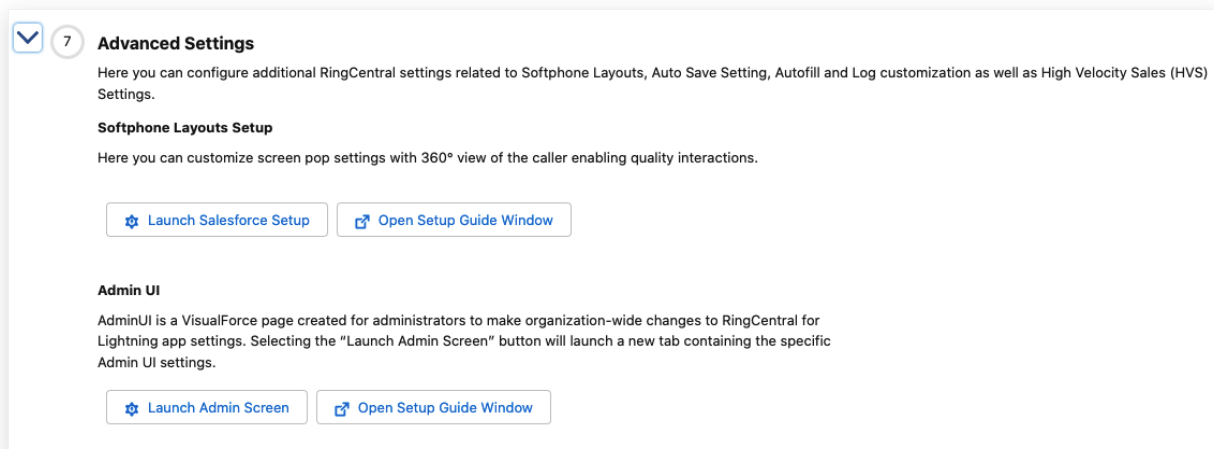 7
Advanced Settings
Here you can configure additional RingCentral settings related to Softphone Layouts, Auto Save Setting, Autofill and Log customization as well as High Velocity Sales (HVS)
Settings.
Softphone Layouts Setup
Here you can customize screen pop settings with 360° view of the caller enabling quality interactions.
Launch Salesforce Setup
Open Setup Guide Window
Admin UI
AdminUI is a VisualForce page created for administrators to make organization-wide changes to RingCentral for
Lightning app settings. Selecting the “Launch Admin Screen” button will launch a new tab containing the specific
Admin UI settings.
Launch Admin Screen
Open Setup Guide Window